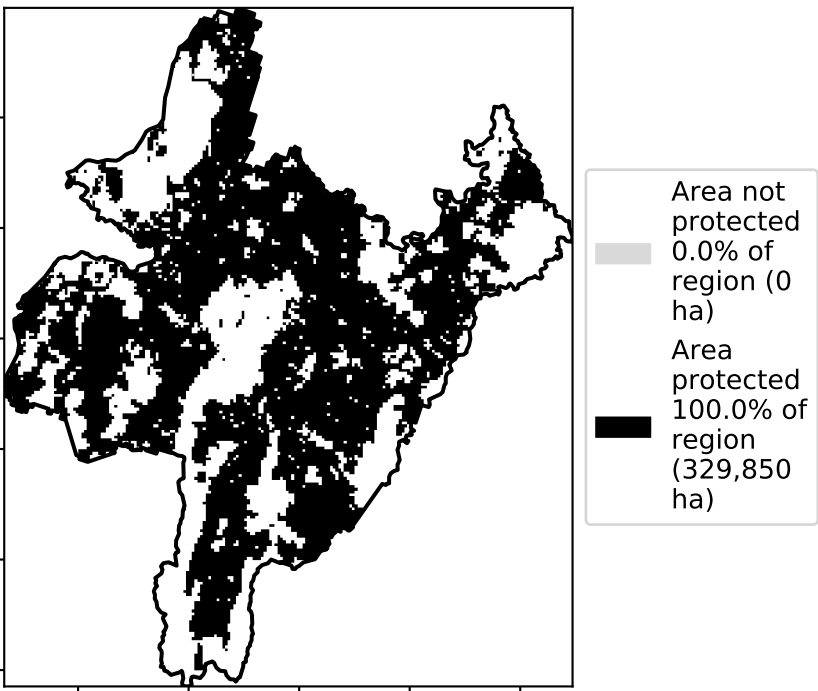 Area not
protected
0.0% of
region (0
ha)
Area
protected
100.0% of
region
(329,850
ha)